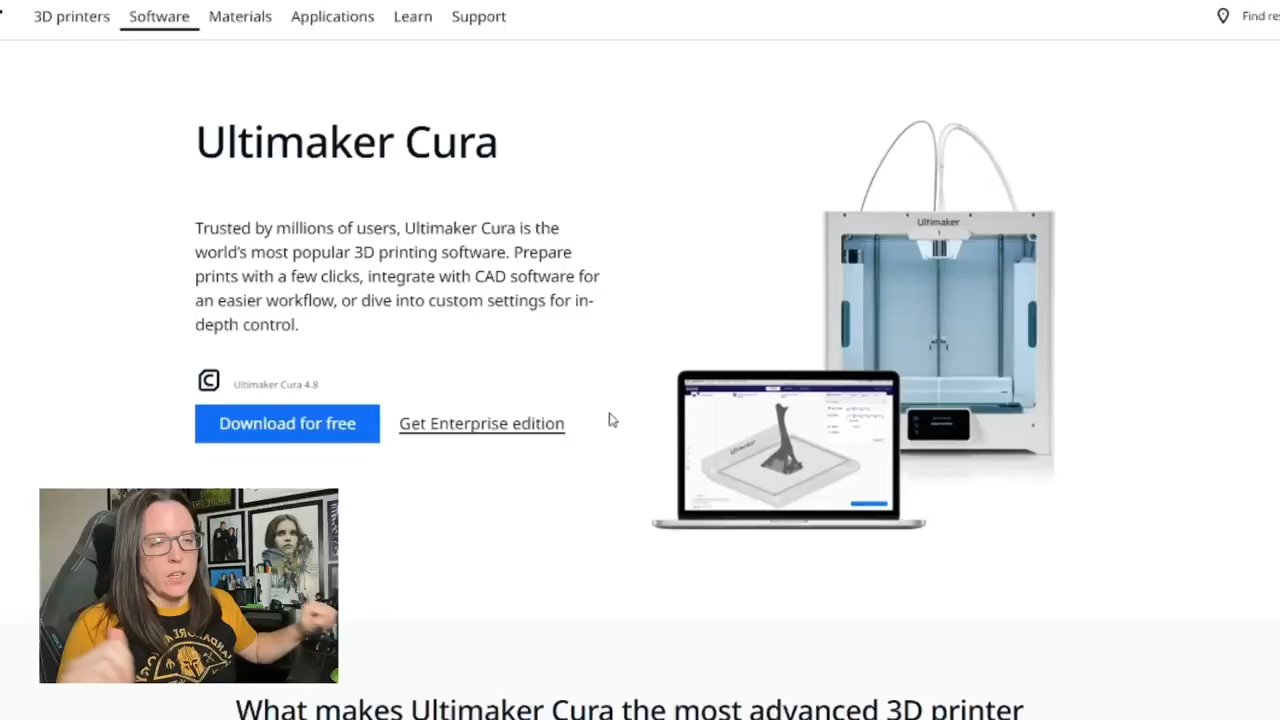 3D printers Software Materials Applications Learn Support Find re
Ultimaker Cura
Trusted by millions of users, Ultimaker Cura is the
world's most popular 3D printing software. Prepare
prints with a few clicks, integrate with CAD software for
an easier workflow, or dive into custom settings for in-
depth control.
Ultimaker Cura 4.8
Download for free Get Enterprise edition
Ultimaker
What makes Ultimaker Cura the most advanced 3D printer